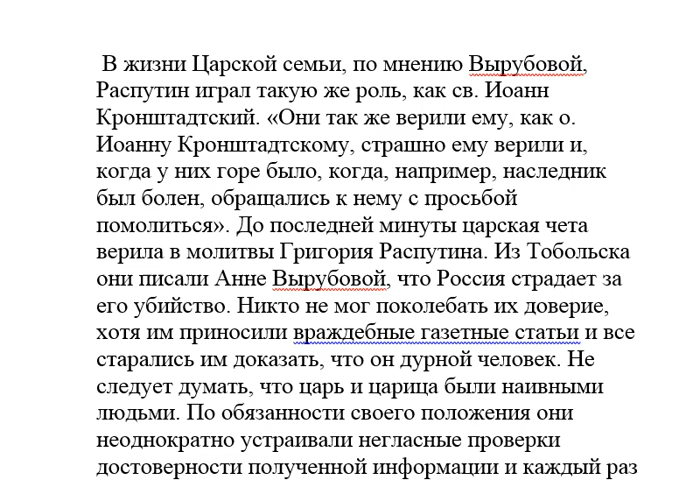 В жизни Царской семьи, по мнению Вырубовой,
Распутин играл такую же роль, как св. Иоанн
Кронштадтский. «Они так же верили ему, как о.
Иоанну Кронштадтскому, страшно ему верили и,
когда у них горе было, когда, например, наследник
был болен, обращались к нему с просьбой
помолиться». До последней минуты царская чета
верила в молитвы Григория Распутина. Из Тобольска
они писали Анне Вырубовой, что Россия страдает за
его убийство. Никто не мог поколебать их доверие,
хотя им приносили враждебные газетные статьи и все
старались им доказать, что он дурной человек. Не
следует думать, что царь и царица были наивными
людьми. По обязанности своего положения они
неоднократно устраивали негласные проверки
достоверности полученной информации и каждый раз